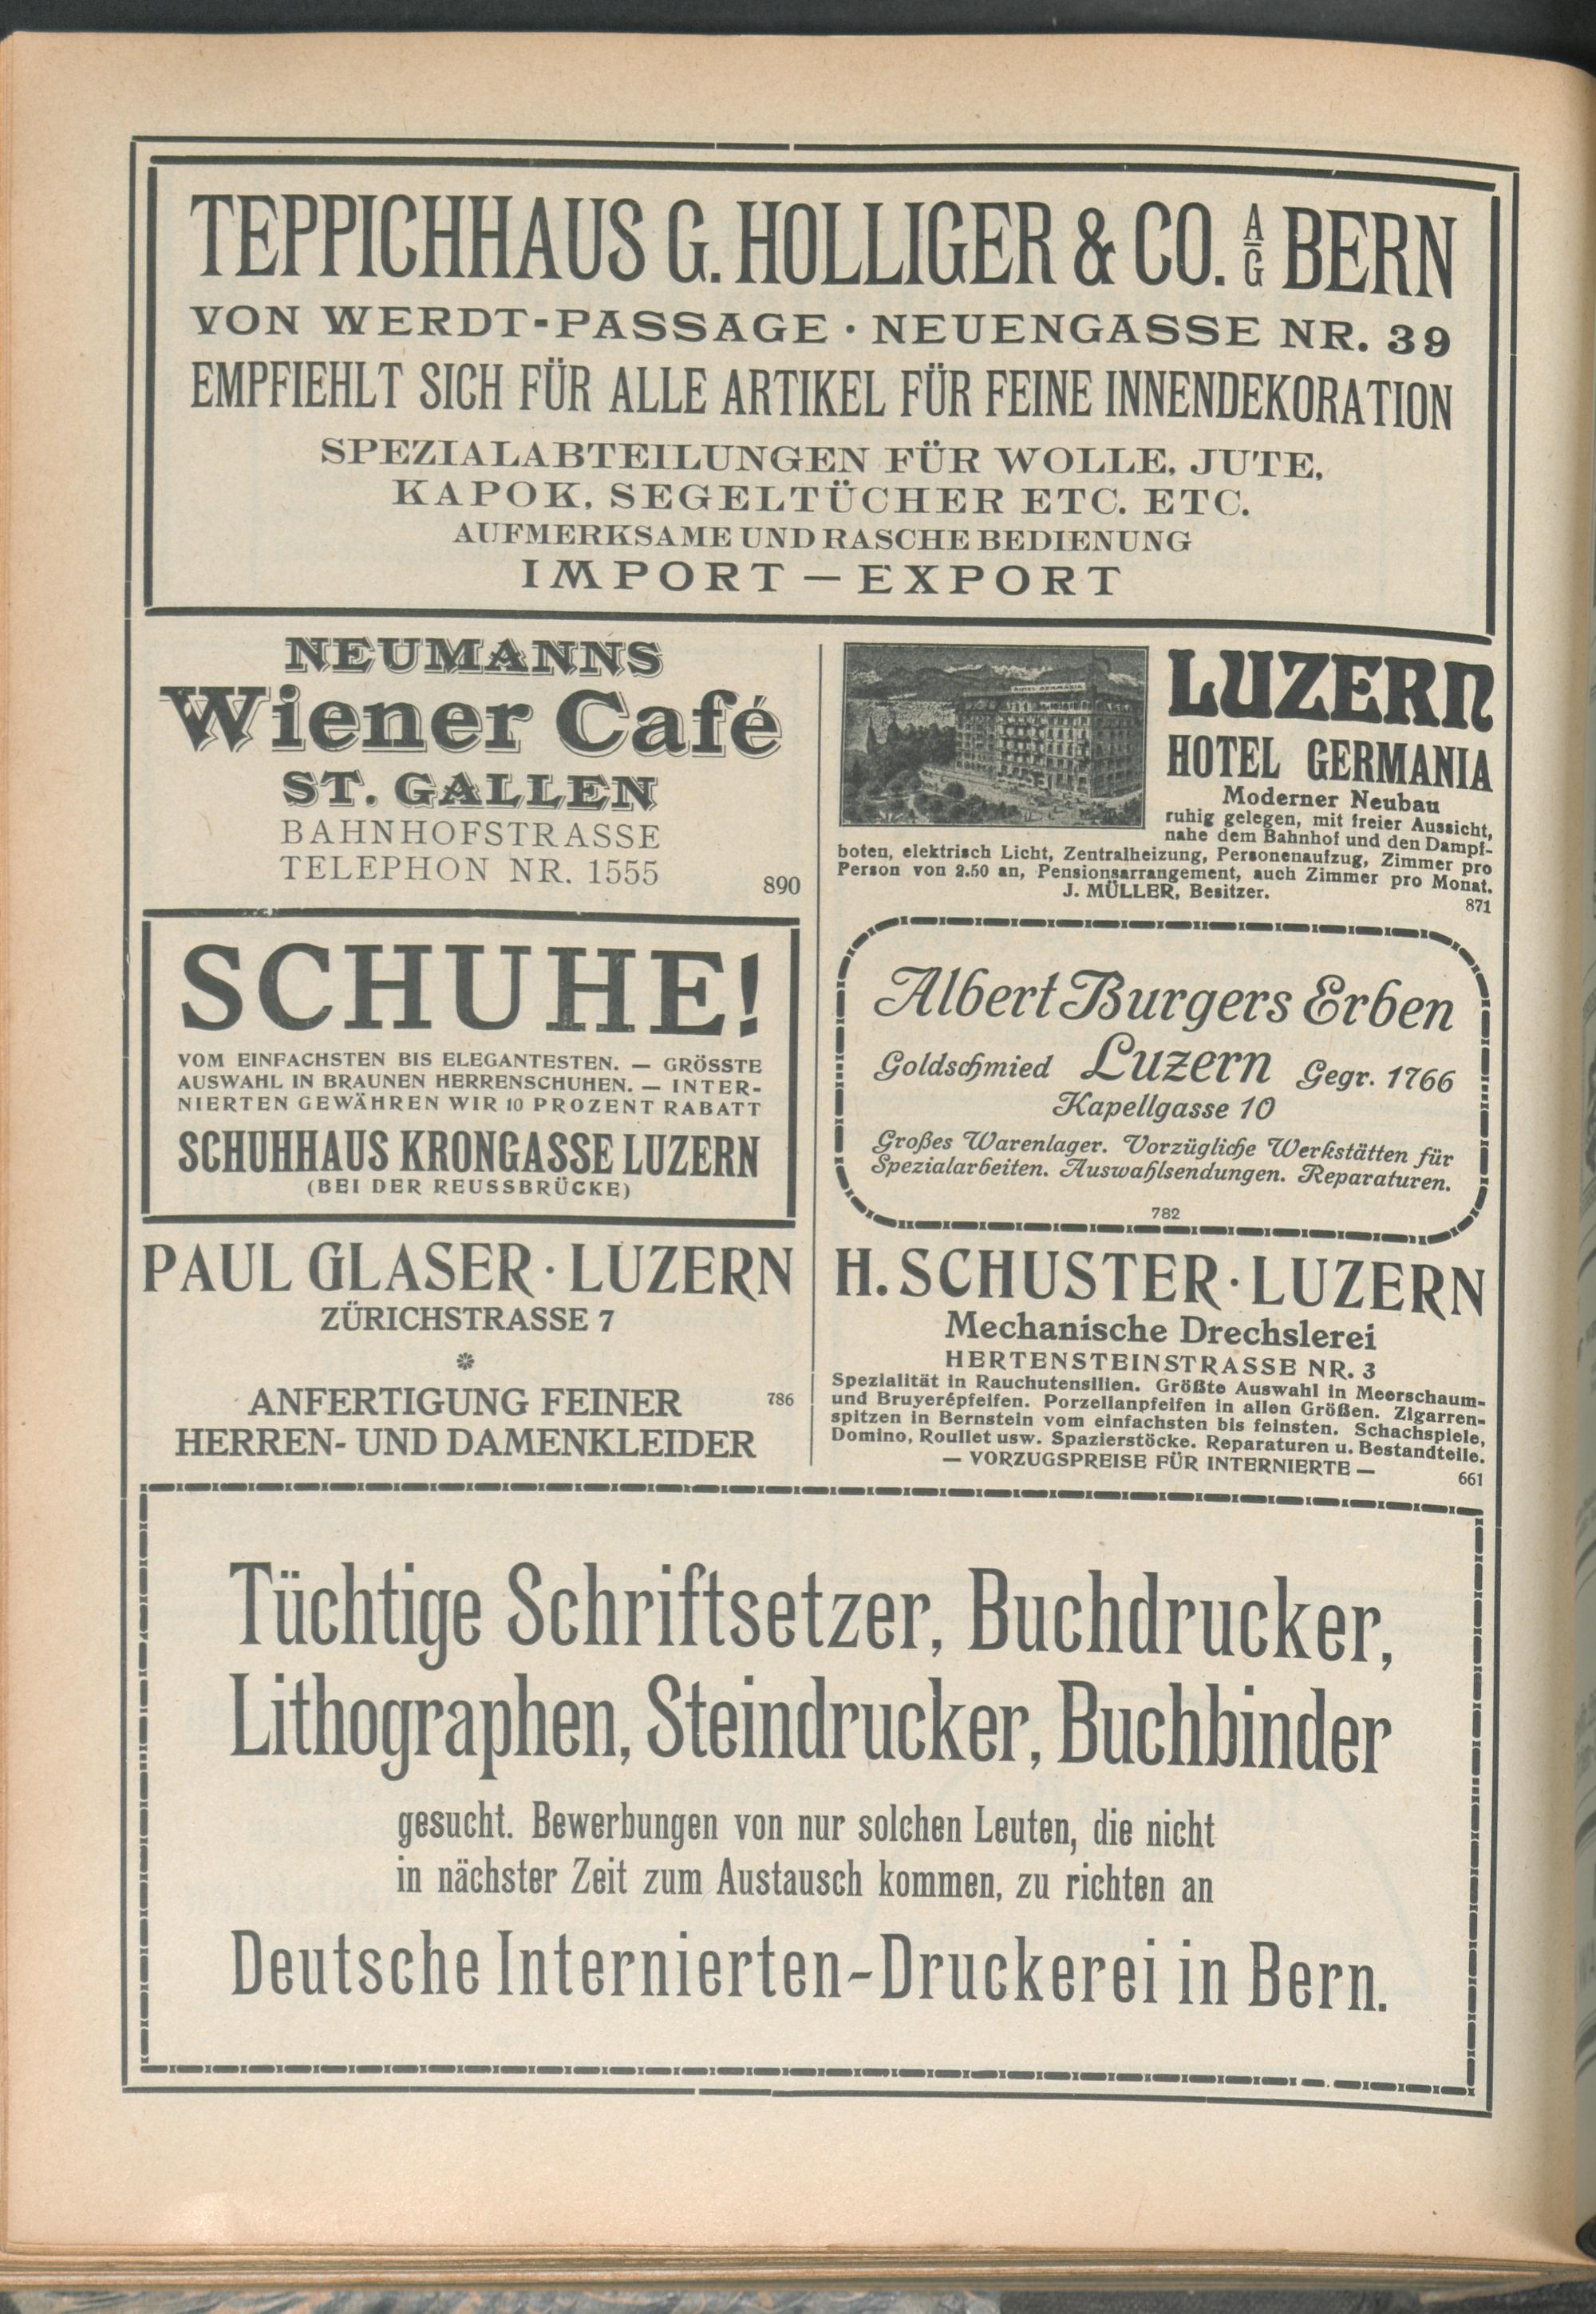 TEPPICHHAUS G. HOLLIGER & CO. A G BERN
VON WERDT-PASSAGE · NEUENGASSE NR. 39
EMPFIEHLT SICH FÜR ALLE ARTIKEL FÜR FEINE INNENDEKORATION
SPEZIALABTEILUNGEN FÜR WOLLE, JUTE,
KAPOK, SEGELTÜCHER ETC. ETC.
AUFMERKSAME UND RASCHE BEDIENUNG
IMPORT — EXPORT
NEUMANNS
Wiener Café
ST. GALLEN
BAHNHOFSTRASSE
TELEPHON NR. 1555
890
HOTEL GERMANIA
LUZERN
HOTEL GERMANIA
Moderner Neubau
ruhig gelegen, mit freier Aussicht,
nahe dem Bahnhof und den Dampf-
boten, elektrisch Licht, Zentralheizung, Personenaufzug, Zimmer pro
Person von 2.50 an, Pensionsarrangement, auch Zimmer pro Monat.
J. MÜLLER, Besitzer.
871
SCHUHE!
VOM EINFACHSTEN BIS ELEGANTESTEN. — GRÖSSTE
AUSWAHL IN BRAUNEN HERRENSCHUHEN. — INTER-
NIERTEN GEWÄHREN WIR 10 PROZENT RABATT
SCHUHHAUS KRONGASSE LUZERN
(BEI DER REUSSBRÜCKE)
Albert Burgers Erben
Goldschmied Luzern Gegr. 1766
Kapellgasse 10
Großes Warenlager. Vorzügliche Werkstätten für
Spezialarbeiten. Auswahlsendungen. Reparaturen.
782
PAUL GLASER · LUZERN
ZÜRICHSTRASSE 7
ANFERTIGUNG FEINER
HERREN- UND DAMENKLEIDER
786
H. SCHUSTER · LUZERN
Mechanische Drechslerei
HERTENSTEINSTRASSE NR. 3
Spezialität in Rauchutensilien. Größte Auswahl in Meerschaum-
und Bruyerépfeifen. Porzellanpfeifen in allen Größen. Zigarren-
spitzen in Bernstein vom einfachsten bis feinsten. Schachspiele,
Domino, Roullet usw. Spazierstöcke. Reparaturen u. Bestandteile.
— VORZUGSPREISE FÜR INTERNIERTE —
661
Tüchtige Schriftsetzer, Buchdrucker,
Lithographen, Steindrucker, Buchbinder
gesucht. Bewerbungen von nur solchen Leuten, die nicht
in nächster Zeit zum Austausch kommen, zu richten an
Deutsche Internierten-Druckerei in Bern.